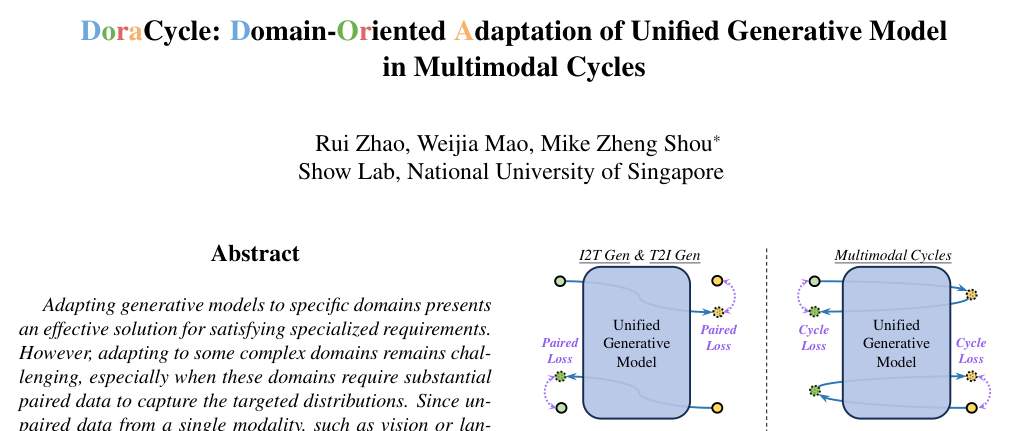 DoraCycle: Domain-Oriented Adaptation of Unified Generative Model
in Multimodal Cycles
Rui Zhao, Weijia Mao, Mike Zheng Shou*
Show Lab, National University of Singapore
Abstract
Adapting generative models to specific domains presents
an effective solution for satisfying specialized requirements.
However, adapting to some complex domains remains chal-
lenging, especially when these domains require substantial
paired data to capture the targeted distributions. Since un-
paired data from a single modality, such as vision or lan-
I2T Gen & T2I Gen
Unified
Generative
Model
Paired
Loss
Paired
Loss
Multimodal Cycles
Cycle
Loss
Unified
Generative
Model
Cycle
Loss